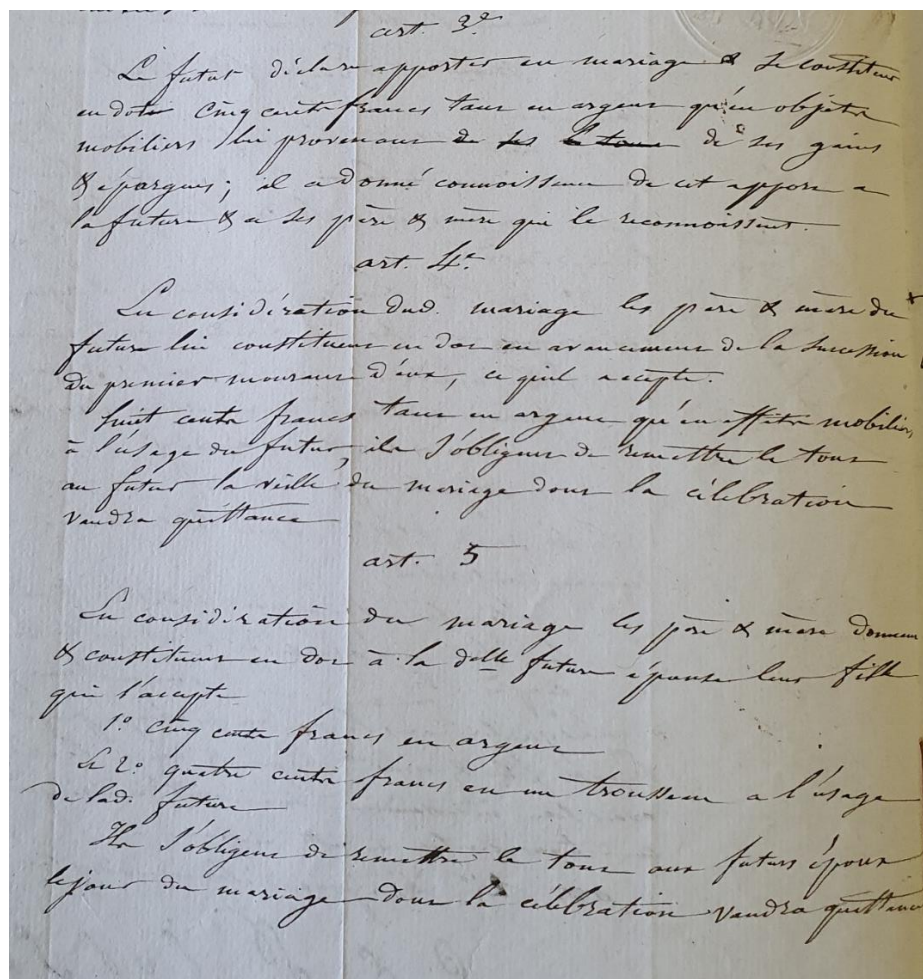 art. 3e
Le futur déclare apporter en mariage & se constituer
en dot cinq cents francs tant en argent qu'en objets
mobiliers lui provenant de ses de ses gains
& épargnes; il a donné connoissance de cet apport a
la future & a ses père & mère qui le reconnoissent.
art. 4e
En considération dud. mariage les père & mère du
future lui constituent en dot en avancement de la succession
du premier mourant d'eux, ce qu'il accepte.
huit cents francs tant en argent qu'en effets mobiliers
à l'usage du futur, ils s'obligent de remettre le tout
au futur la veille du mariage dont la célébration
vaudra quittance
art. 5
En considération du mariage les père & mère donnent
& constituent en dot à la delle future épouse leur fille
qui l'accepte
1º cinq cents francs en argent
Et 2º quatre cents francs en un trousseau a l'usage
de lad. future
Ils s'obligent de remettre le tout aux futurs époux
le jour du mariage dont la célébration vaudra quittance